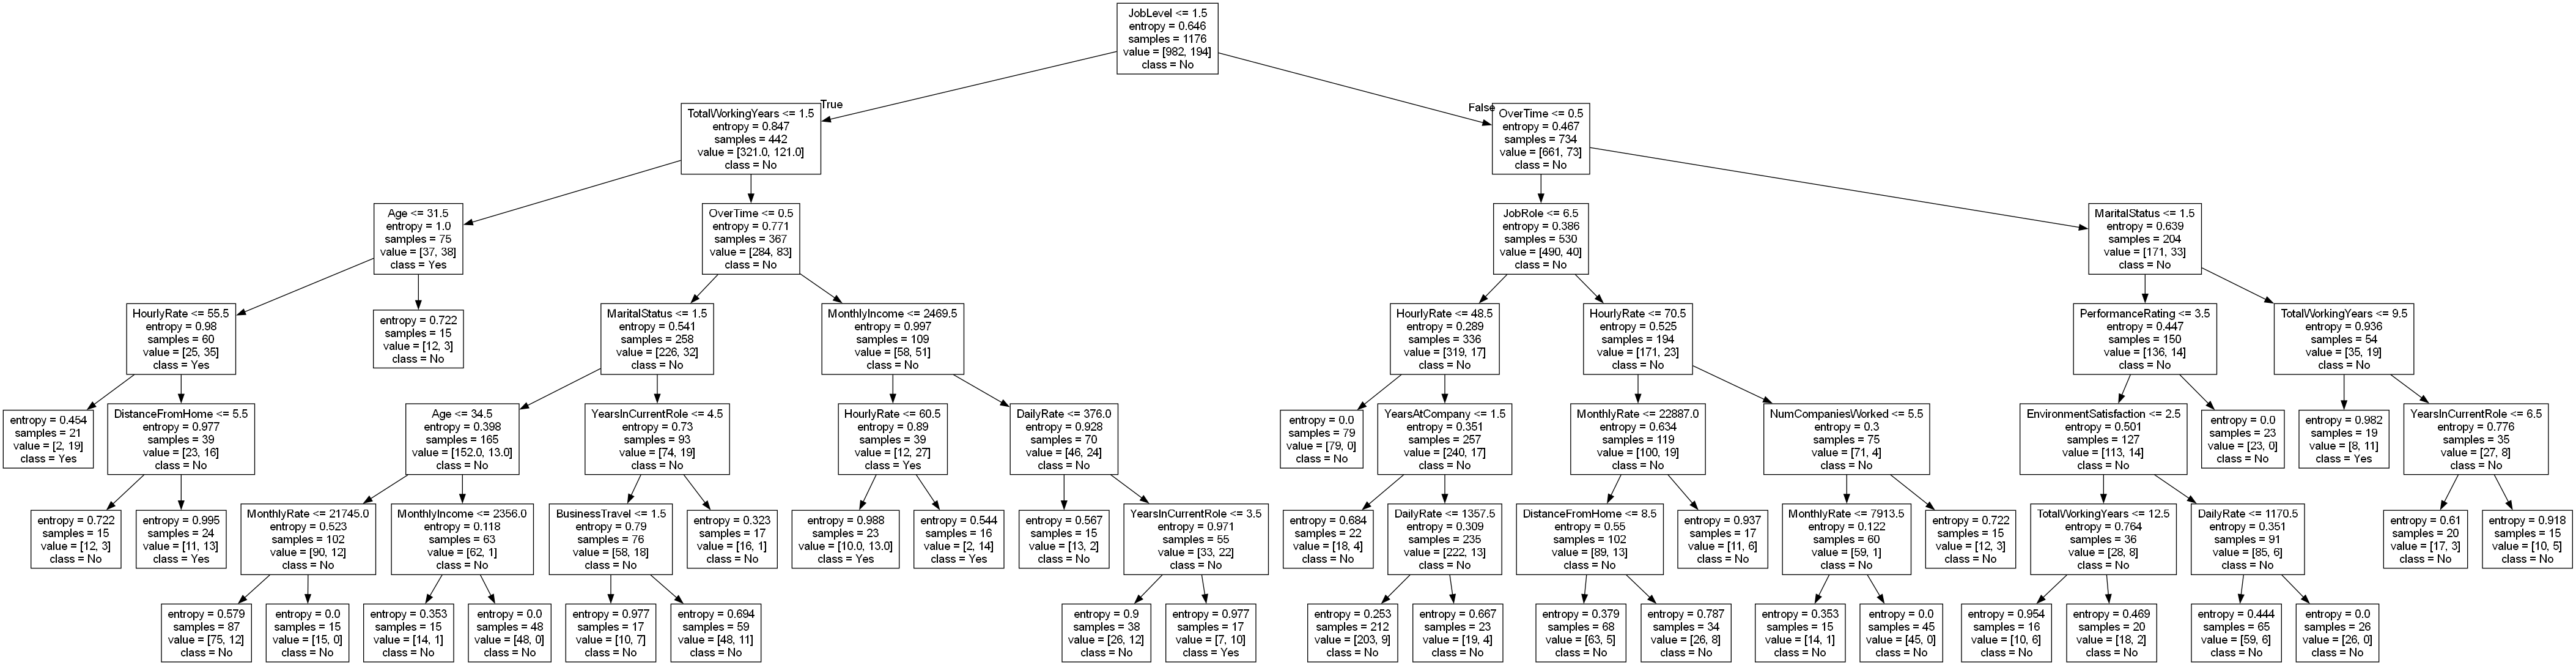 JobLevel <= 1.5
entropy = 0.646
samples = 1176
value = [982, 194]
class = No
True
False
TotalWorkingYears <= 1.5
entropy = 0.847
samples = 442
value = [321.0, 121.0]
class = No
OverTime <= 0.5
entropy = 0.467
samples = 734
value = [661, 73]
class = No
Age <= 31.5
entropy = 1.0
samples = 75
value = [37, 38]
class = Yes
OverTime <= 0.5
entropy = 0.771
samples = 367
value = [284, 83]
class = No
JobRole <= 6.5
entropy = 0.386
samples = 530
value = [490, 40]
class = No
MaritalStatus <= 1.5
entropy = 0.639
samples = 204
value = [171, 33]
class = No
HourlyRate <= 55.5
entropy = 0.98
samples = 60
value = [25, 35]
class = Yes
entropy = 0.722
samples = 15
value = [12, 3]
class = No
MaritalStatus <= 1.5
entropy = 0.541
samples = 258
value = [226, 32]
class = No
MonthlyIncome <= 2469.5
entropy = 0.997
samples = 109
value = [58, 51]
class = No
HourlyRate <= 48.5
entropy = 0.289
samples = 336
value = [319, 17]
class = No
HourlyRate <= 70.5
entropy = 0.525
samples = 194
value = [171, 23]
class = No
PerformanceRating <= 3.5
entropy = 0.447
samples = 150
value = [136, 14]
class = No
TotalWorkingYears <= 9.5
entropy = 0.936
samples = 54
value = [35, 19]
class = No
entropy = 0.454
samples = 21
value = [2, 19]
class = Yes
DistanceFromHome <= 5.5
entropy = 0.977
samples = 39
value = [23, 16]
class = No
Age <= 34.5
entropy = 0.398
samples = 165
value = [152.0, 13.0]
class = No
YearsInCurrentRole <= 4.5
entropy = 0.73
samples = 93
value = [74, 19]
class = No
HourlyRate <= 60.5
entropy = 0.89
samples = 39
value = [12, 27]
class = Yes
DailyRate <= 376.0
entropy = 0.928
samples = 70
value = [46, 24]
class = No
entropy = 0.0
samples = 79
value = [79, 0]
class = No
YearsAtCompany <= 1.5
entropy = 0.351
samples = 257
value = [240, 17]
class = No
MonthlyRate <= 22887.0
entropy = 0.634
samples = 119
value = [100, 19]
class = No
NumCompaniesWorked <= 5.5
entropy = 0.3
samples = 75
value = [71, 4]
class = No
EnvironmentSatisfaction <= 2.5
entropy = 0.501
samples = 127
value = [113, 14]
class = No
entropy = 0.0
samples = 23
value = [23, 0]
class = No
entropy = 0.982
samples = 19
value = [8, 11]
class = Yes
YearsInCurrentRole <= 6.5
entropy = 0.776
samples = 35
value = [27, 8]
class = No
entropy = 0.722
samples = 15
value = [12, 3]
class = No
entropy = 0.995
samples = 24
value = [11, 13]
class = Yes
MonthlyRate <= 21745.0
entropy = 0.523
samples = 102
value = [90, 12]
class = No
MonthlyIncome <= 2356.0
entropy = 0.118
samples = 63
value = [62, 1]
class = No
BusinessTravel <= 1.5
entropy = 0.79
samples = 76
value = [58, 18]
class = No
entropy = 0.323
samples = 17
value = [16, 1]
class = No
entropy = 0.988
samples = 23
value = [10.0, 13.0]
class = Yes
entropy = 0.544
samples = 16
value = [2, 14]
class = Yes
entropy = 0.567
samples = 15
value = [13, 2]
class = No
YearsInCurrentRole <= 3.5
entropy = 0.971
samples = 55
value = [33, 22]
class = No
entropy = 0.684
samples = 22
value = [18, 4]
class = No
DailyRate <= 1357.5
entropy = 0.309
samples = 235
value = [222, 13]
class = No
DistanceFromHome <= 8.5
entropy = 0.55
samples = 102
value = [89, 13]
class = No
entropy = 0.937
samples = 17
value = [11, 6]
class = No
MonthlyRate <= 7913.5
entropy = 0.122
samples = 60
value = [59, 1]
class = No
entropy = 0.722
samples = 15
value = [12, 3]
class = No
TotalWorkingYears <= 12.5
entropy = 0.764
samples = 36
value = [28, 8]
class = No
DailyRate <= 1170.5
entropy = 0.351
samples = 91
value = [85, 6]
class = No
entropy = 0.61
samples = 20
value = [17, 3]
class = No
entropy = 0.918
samples = 15
value = [10, 5]
class = No
entropy = 0.579
samples = 87
value = [75, 12]
class = No
entropy = 0.0
samples = 15
value = [15, 0]
class = No
entropy = 0.353
samples = 15
value = [14, 1]
class = No
entropy = 0.0
samples = 48
value = [48, 0]
class = No
entropy = 0.977
samples = 17
value = [10, 7]
class = No
entropy = 0.694
samples = 59
value = [48, 11]
class = No
entropy = 0.9
samples = 38
value = [26, 12]
class = No
entropy = 0.977
samples = 17
value = [7, 10]
class = Yes
entropy = 0.253
samples = 212
value = [203, 9]
class = No
entropy = 0.667
samples = 23
value = [19, 4]
class = No
entropy = 0.379
samples = 68
value = [63, 5]
class = No
entropy = 0.787
samples = 34
value = [26, 8]
class = No
entropy = 0.353
samples = 15
value = [14, 1]
class = No
entropy = 0.0
samples = 45
value = [45, 0]
class = No
entropy = 0.954
samples = 16
value = [10, 6]
class = No
entropy = 0.469
samples = 20
value = [18, 2]
class = No
entropy = 0.444
samples = 65
value = [59, 6]
class = No
entropy = 0.0
samples = 26
value = [26, 0]
class = No